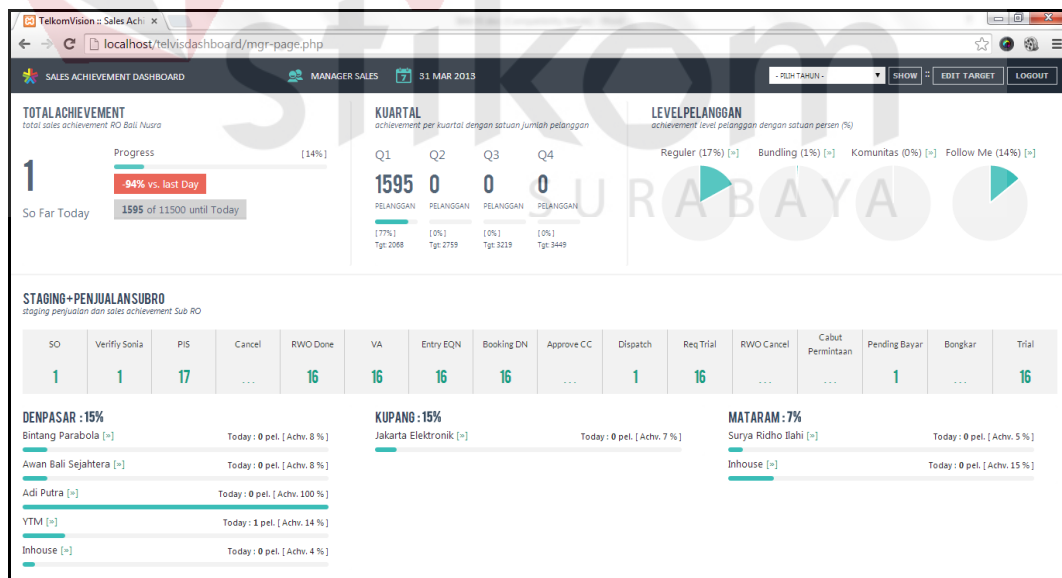 TelkomVision :: Sales Achi ×
localhost/telvisdashboard/mgr-page.php
SALES ACHIEVEMENT DASHBOARD
MANAGER SALES
7
31 MAR 2013
- PILIH TAHUN -
SHOW
::
EDIT TARGET
LOGOUT
TOTALACHIEVEMENT
total sales achievement RO Bali Nusra
1
So Far Today
Progress [14%]
-94% vs. last Day
1595 of 11500 until Today
KUARTAL
achievement per kuartal dengan satuan jumlah pelanggan
Q1 Q2 Q3 Q4
1595 0 0 0
PELANGGAN PELANGGAN PELANGGAN PELANGGAN
[77%] [0%] [0%] [0%]
Tgt: 2068 Tgt: 2759 Tgt: 3219 Tgt: 3449
LEVELPELANGGAN
achievement level pelanggan dengan satuan persen (%)
Reguler (17%) [»] Bundling (1%) [»] Komunitas (0%) [»] Follow Me (14%) [»]
stikom
SURABAYA
STAGING+PENJUALANSUBRO
staging penjualan dan sales achievement Sub RO
SO Verifiy Sonia PIS Cancel RWO Done VA Entry EQN Booking DN Approve CC Dispatch Req Trial RWO Cancel Cabut Permintaan Pending Bayar Bongkar Trial
1 1 17 ... 16 16 16 16 ... 1 16 ... ... 1 ... 16
DENPASAR : 15%
Bintang Parabola [»] Today : 0 pel. [ Achv. 8 % ]
Awan Bali Sejahtera [»] Today : 0 pel. [ Achv. 8 % ]
Adi Putra [»] Today : 0 pel. [ Achv. 100 % ]
YTM [»] Today : 1 pel. [ Achv. 14 % ]
Inhouse [»] Today : 0 pel. [ Achv. 4 % ]
KUPANG : 15%
Jakarta Elektronik [»] Today : 0 pel. [ Achv. 7 % ]
MATARAM : 7%
Surya Ridho Ilahi [»] Today : 0 pel. [ Achv. 5 % ]
Inhouse [»] Today : 0 pel. [ Achv. 15 % ]